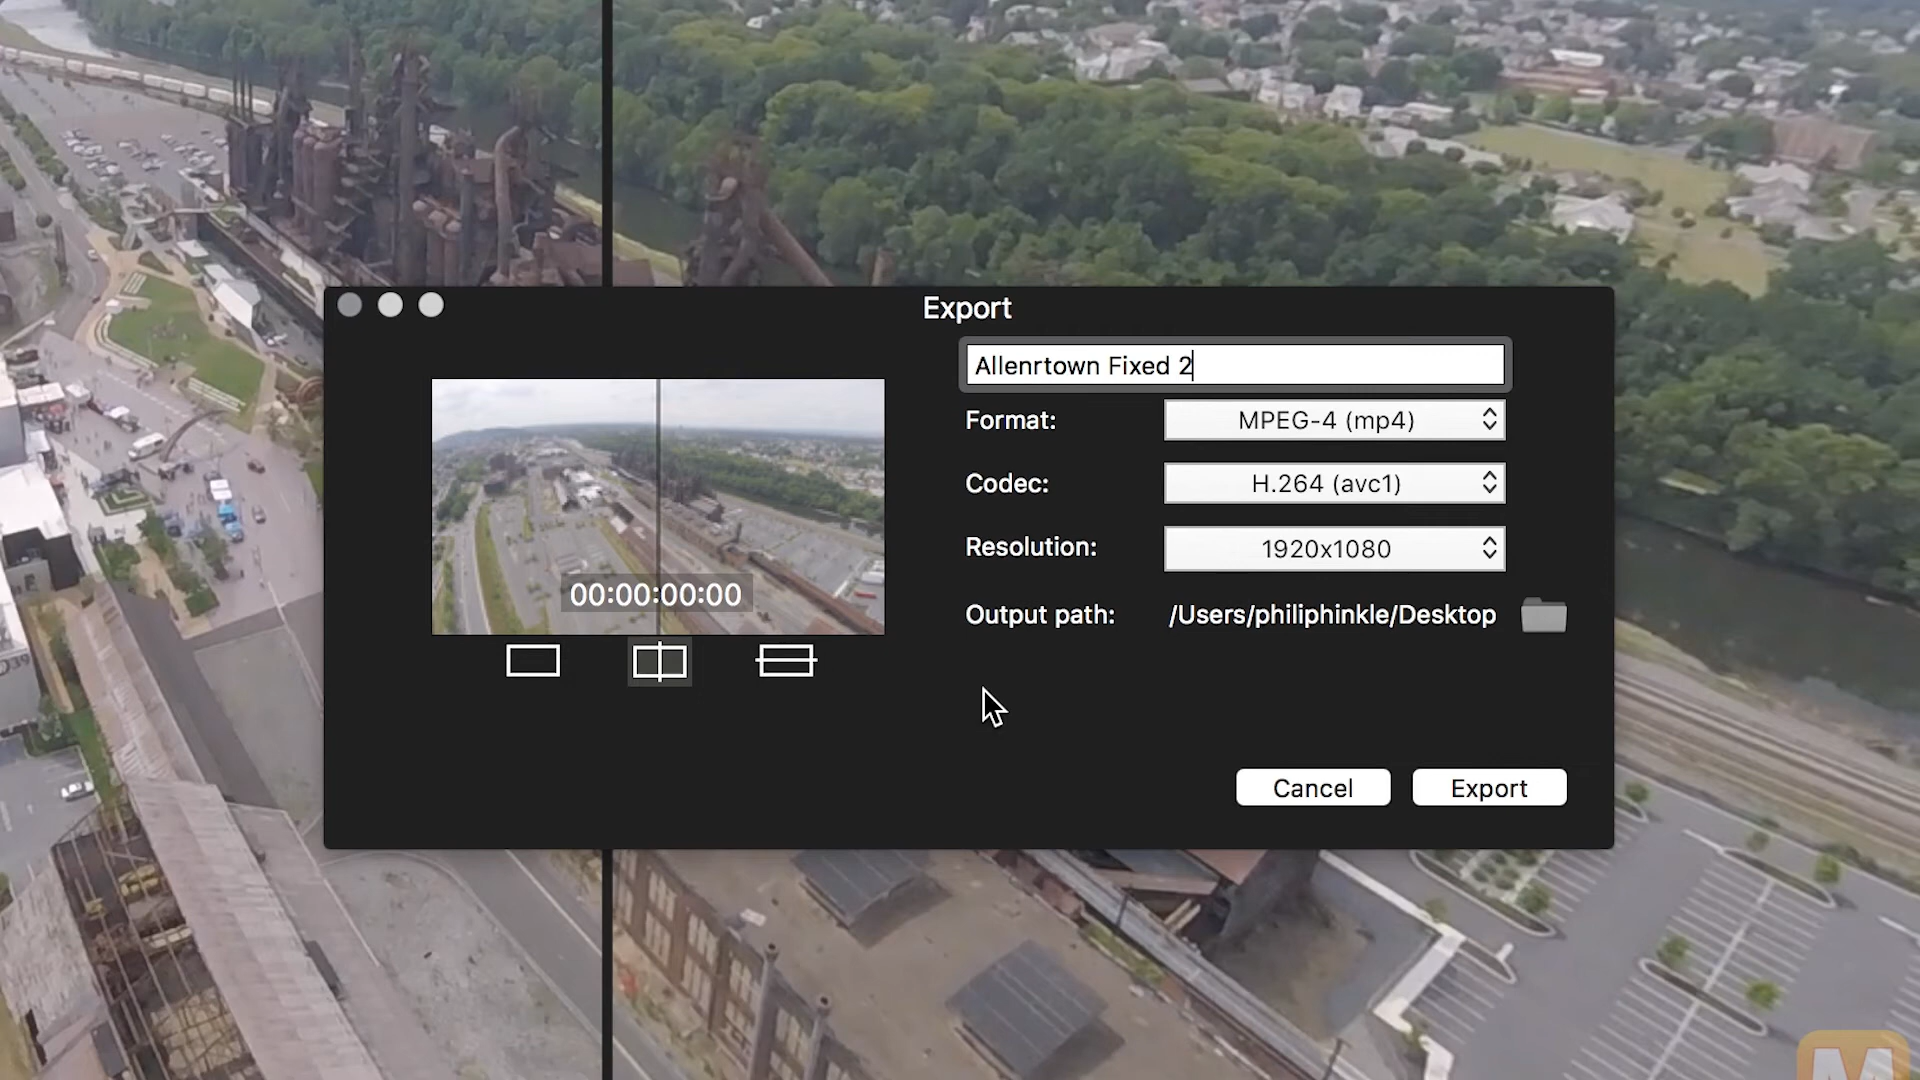 Export
Allenrtown Fixed 2
Format:
MPEG-4 (mp4)
Codec:
H.264 (avc1)
Resolution:
1920x1080
Output path:
/Users/philiphinkle/Desktop
00:00:00:00
Cancel
Export
M